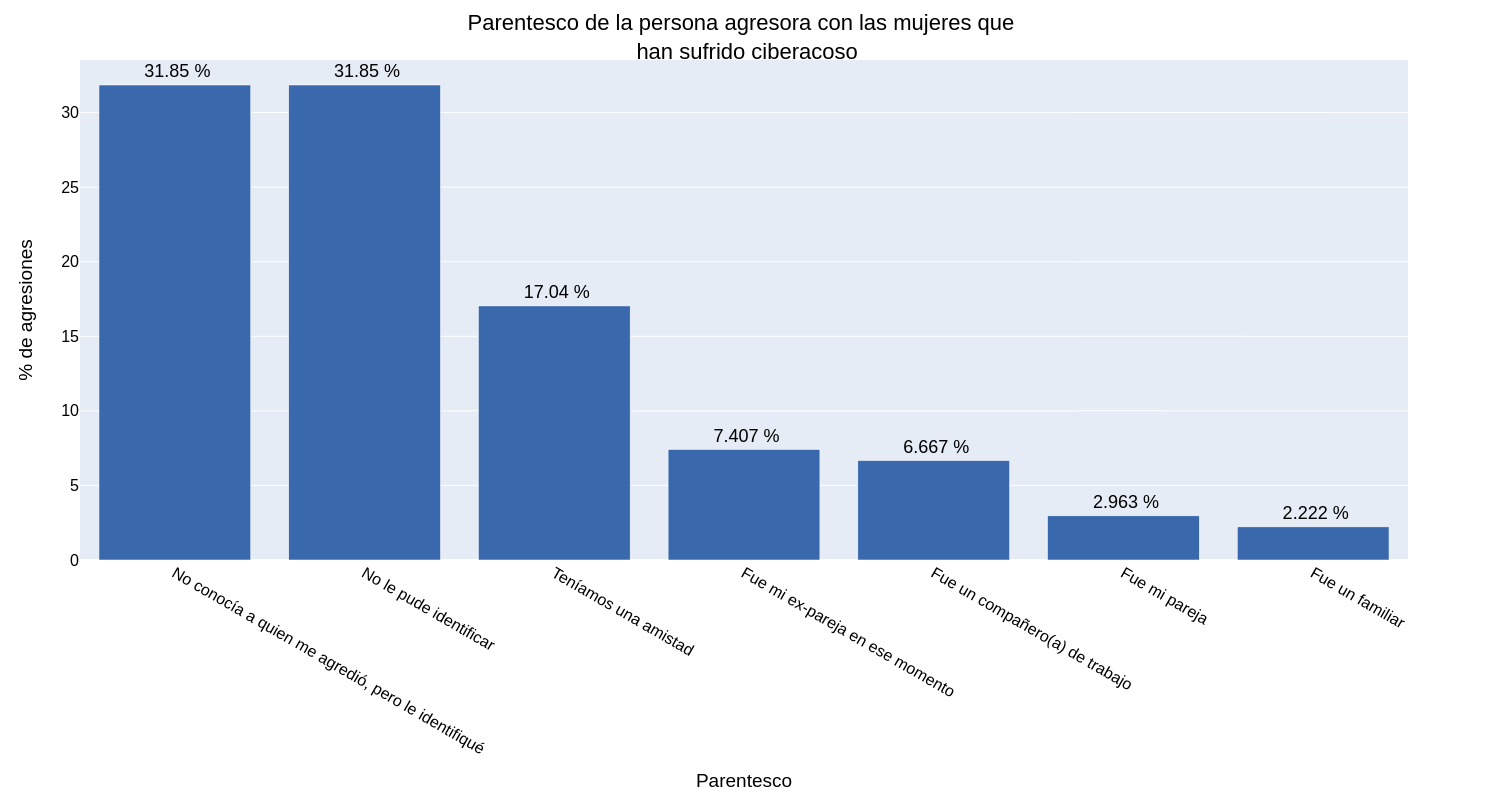 Parentesco de la persona agresora con las mujeres que
han sufrido ciberacoso
31.85 %
31.85 %
17.04 %
7.407 %
6.667 %
2.963 %
2.222 %
30
25
20
15
10
5
0
% de agresiones
No conocía a quien me agredió, pero le identifiqué
No le pude identificar
Teníamos una amistad
Fue mi ex-pareja en ese momento
Fue un compañero(a) de trabajo
Fue mi pareja
Fue un familiar
Parentesco